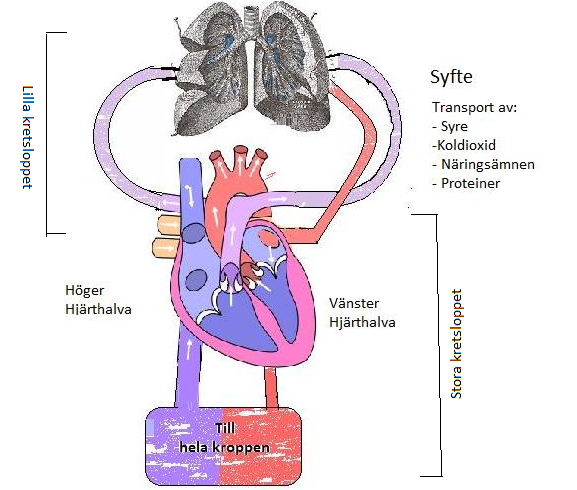 Lilla kretsloppet
Syfte
Transport av:
- Syre
-Koldioxid
- Näringsämnen
- Proteiner
Höger
Hjärthalva
Vänster
Hjärthalva
Stora kretsloppet
Till
hela kroppen